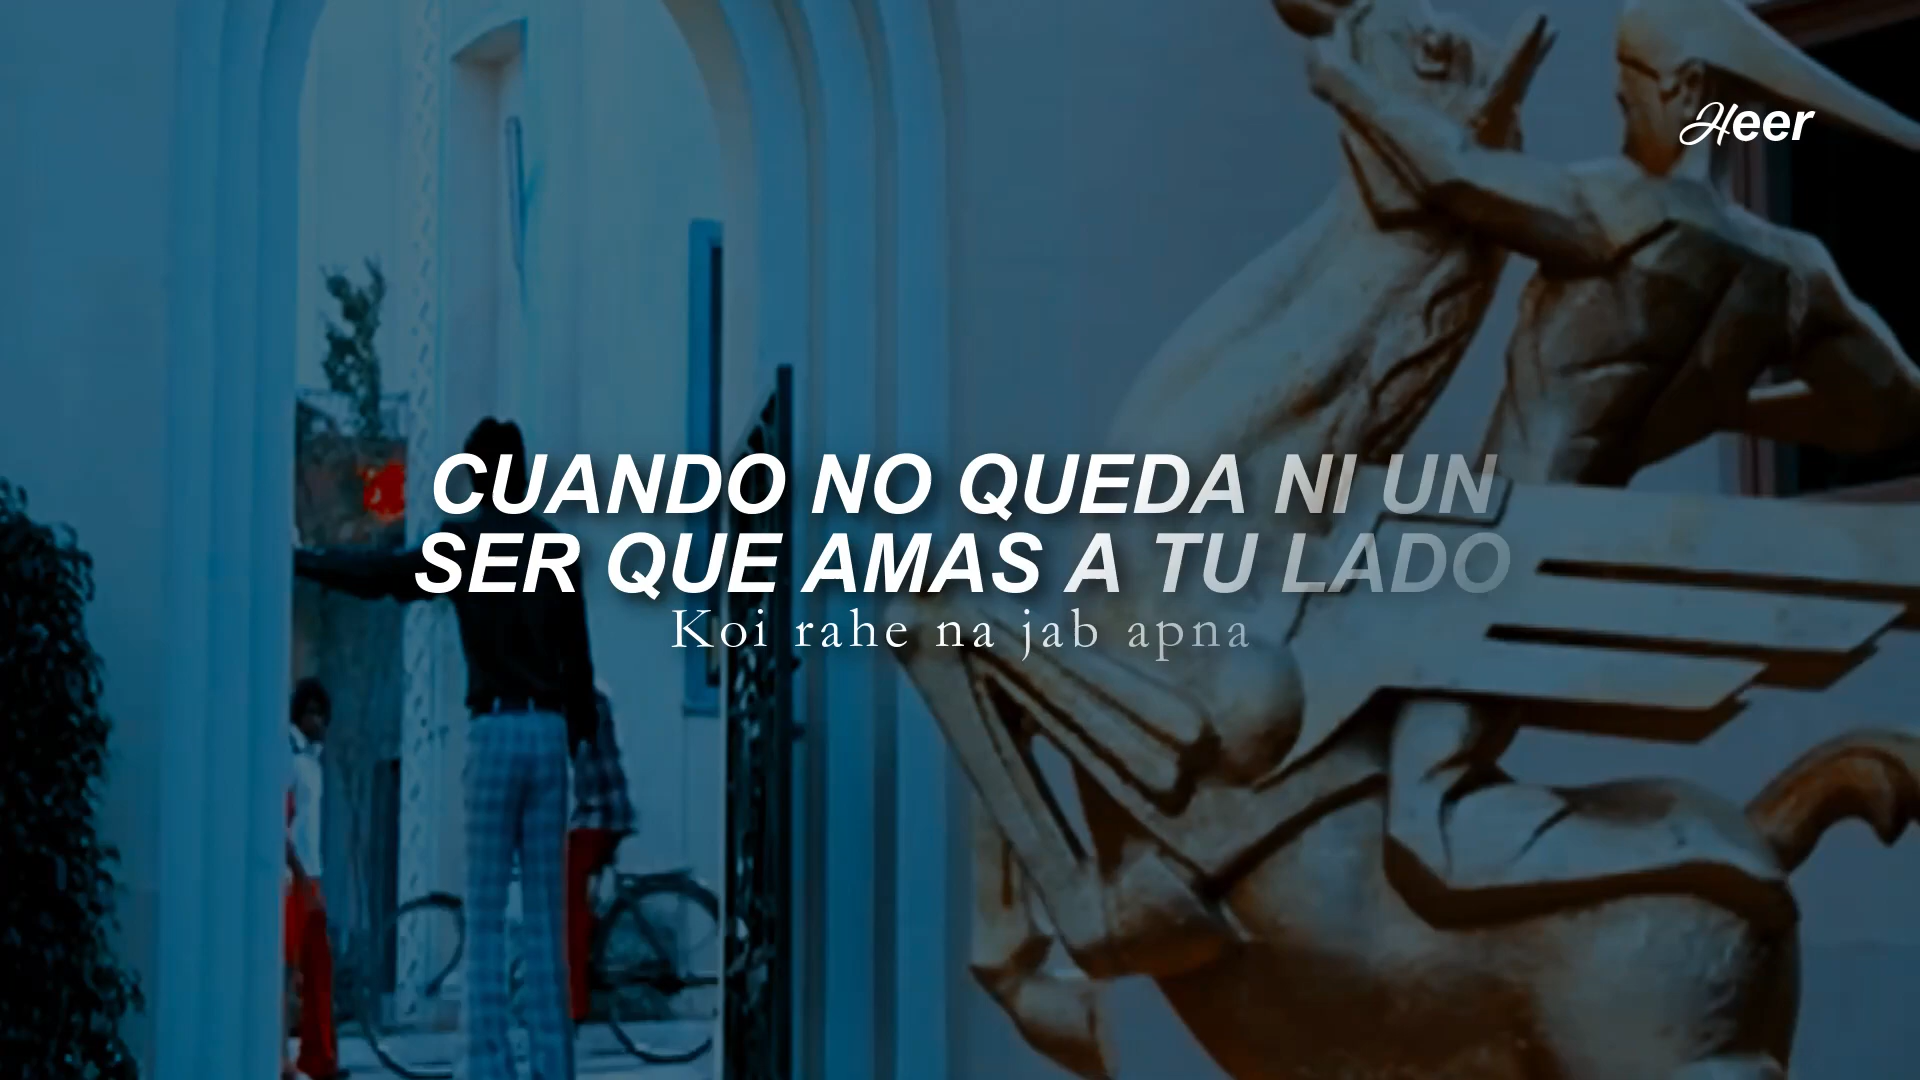 Heer
CUANDO NO QUEDA NI UN
SER QUE AMAS A TU LADO
Koi rahe na jab apna